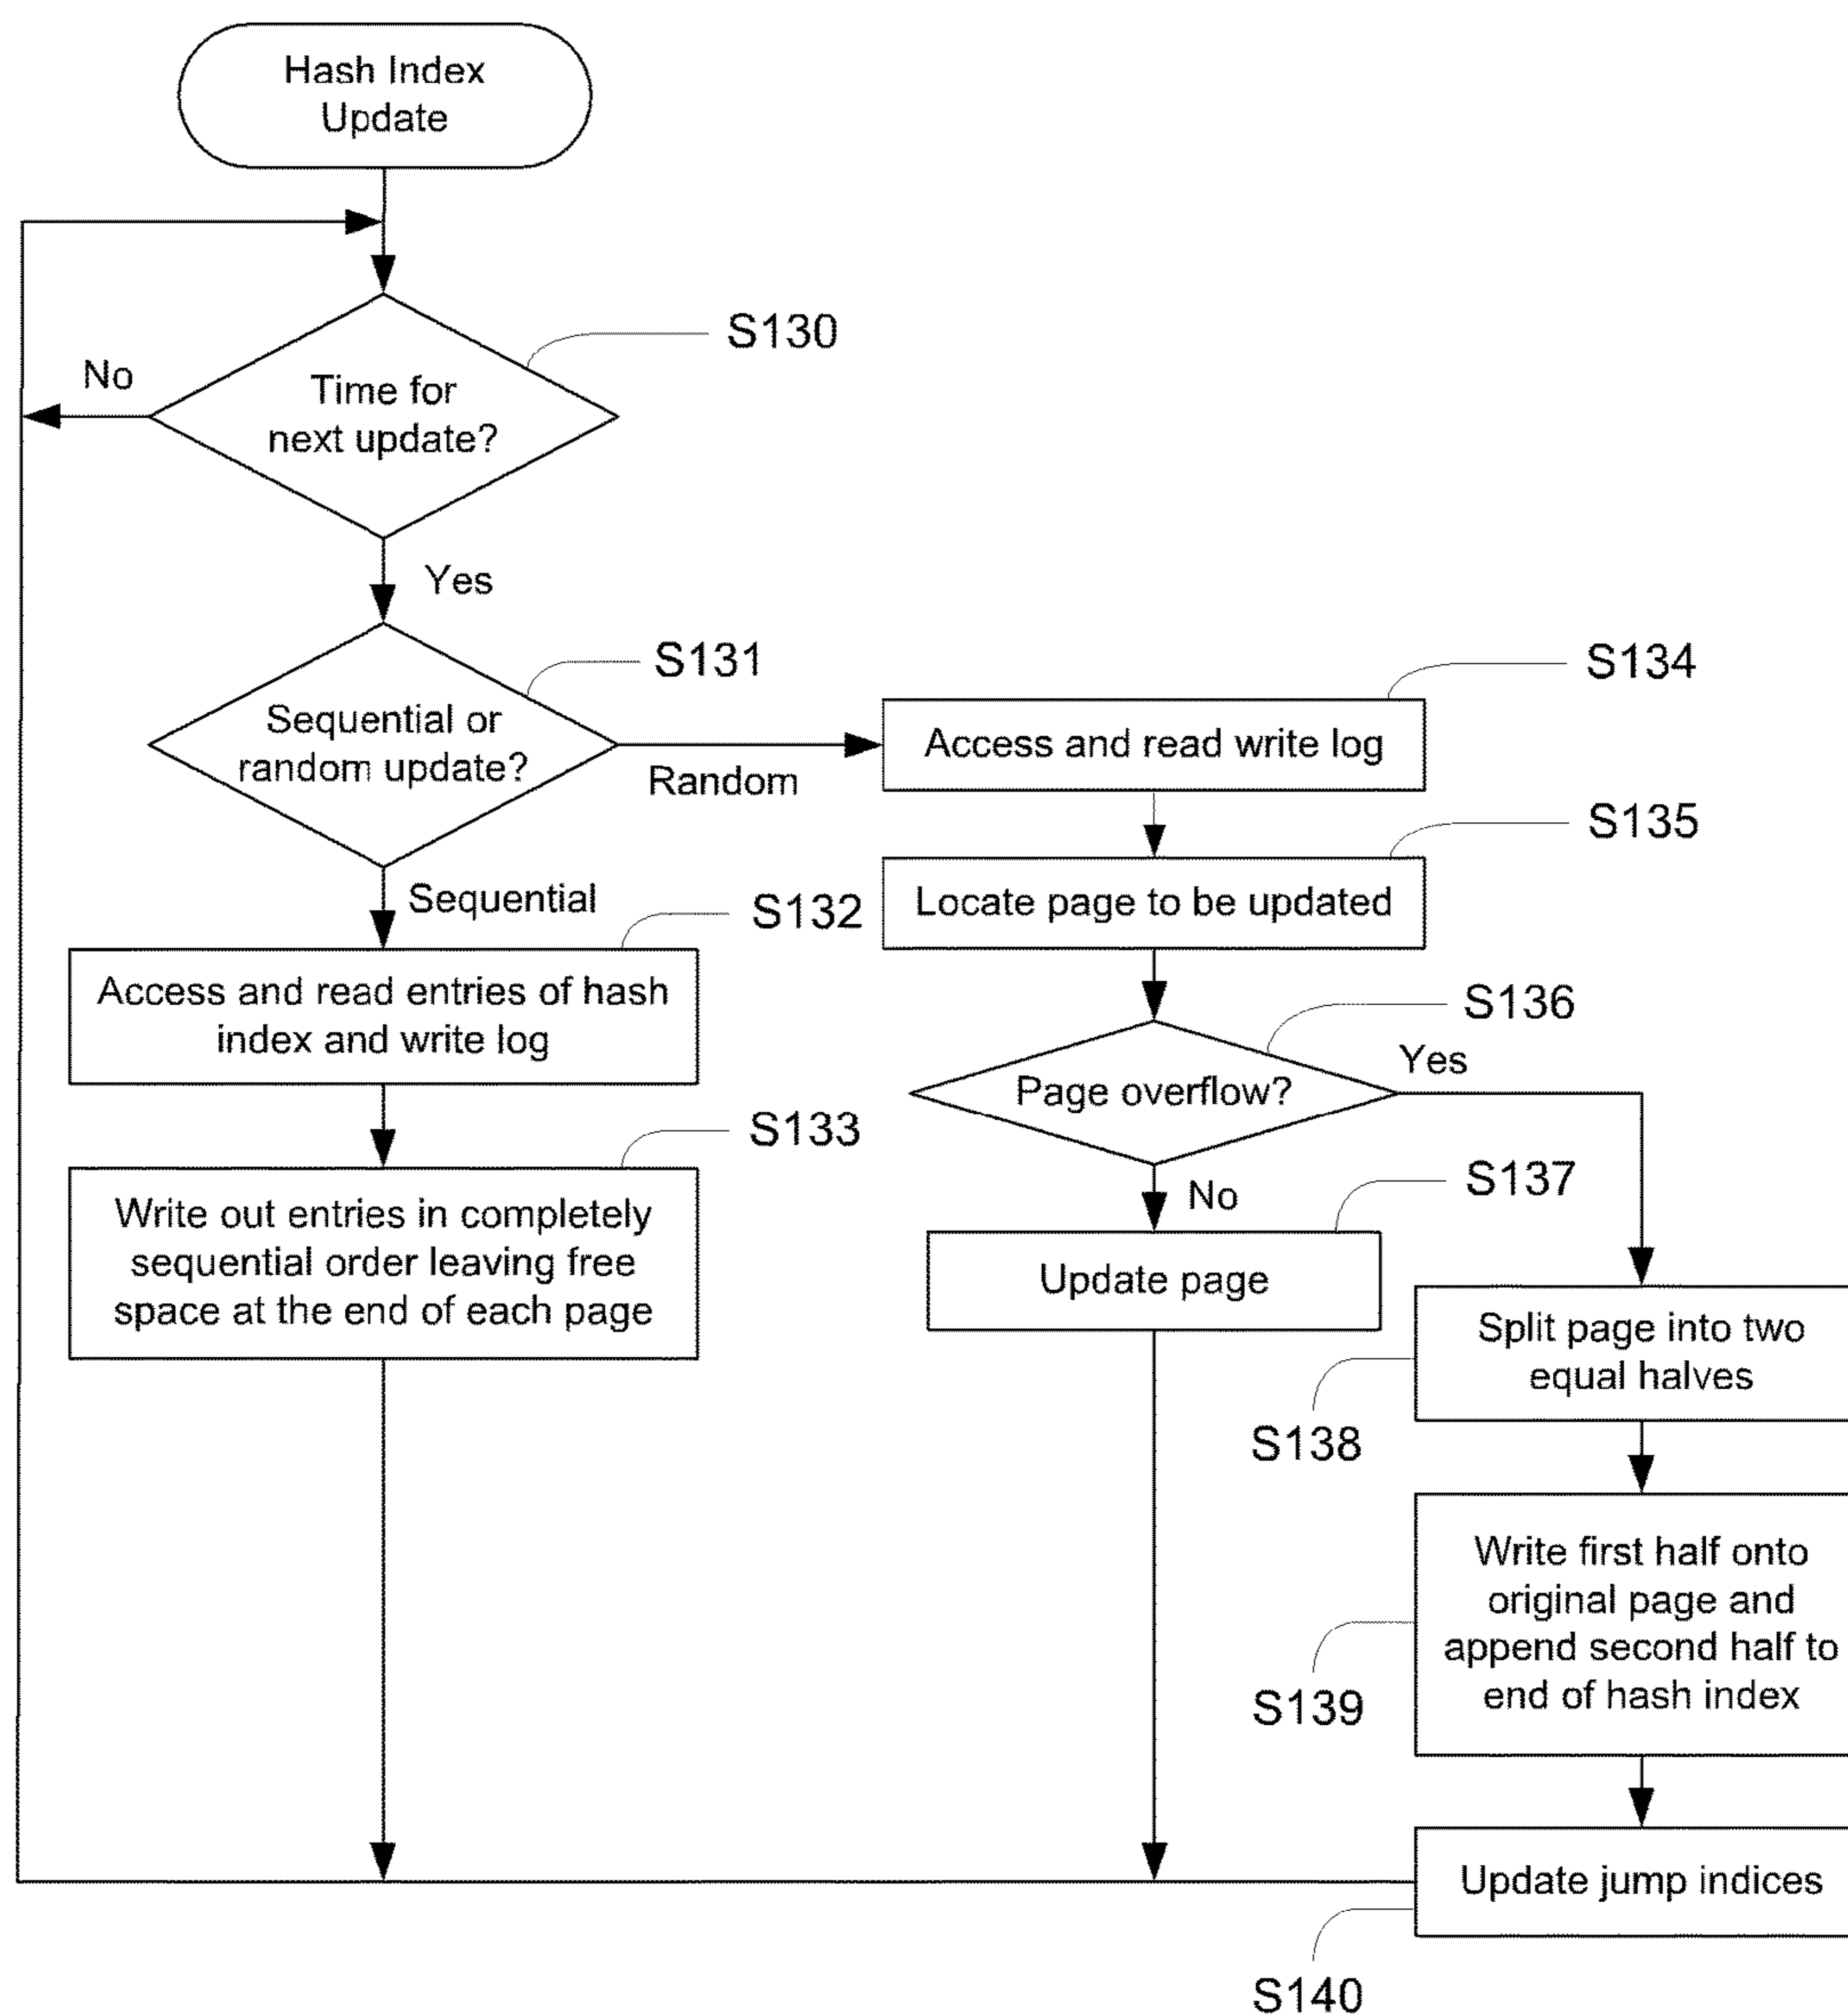 Hash Index
Update
S130
No
Time for
next update?
Yes
S131
Sequential or
random update?
Random
Sequential
S132
Access and read entries of hash
index and write log
S133
Write out entries in completely
sequential order leaving free
space at the end of each page
S134
Access and read write log
S135
Locate page to be updated
S136
Page overflow?
Yes
No
S137
Update page
Split page into two
equal halves
S138
Write first half onto
original page and
append second half to
end of hash index
S139
Update jump indices
S140